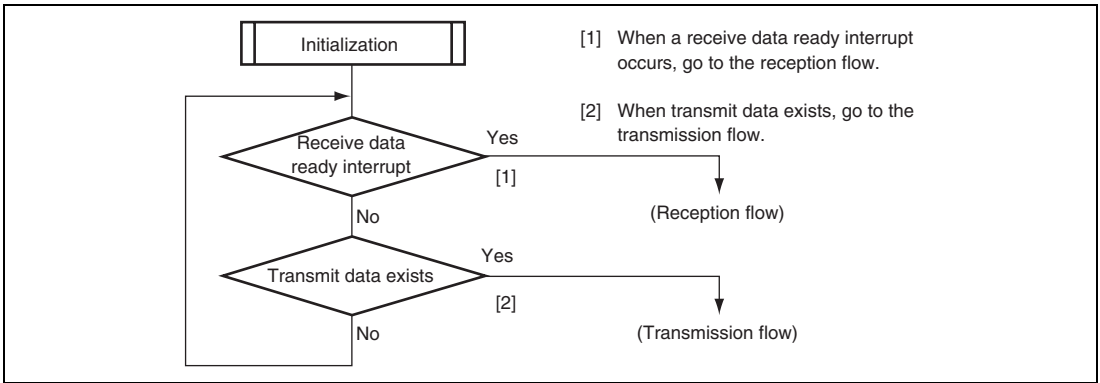 Initialization
[1] When a receive data ready interrupt
occurs, go to the reception flow.
[2] When transmit data exists, go to the
transmission flow.
Receive data
ready interrupt
Yes
[1]
(Reception flow)
No
Transmit data exists
Yes
[2]
(Transmission flow)
No